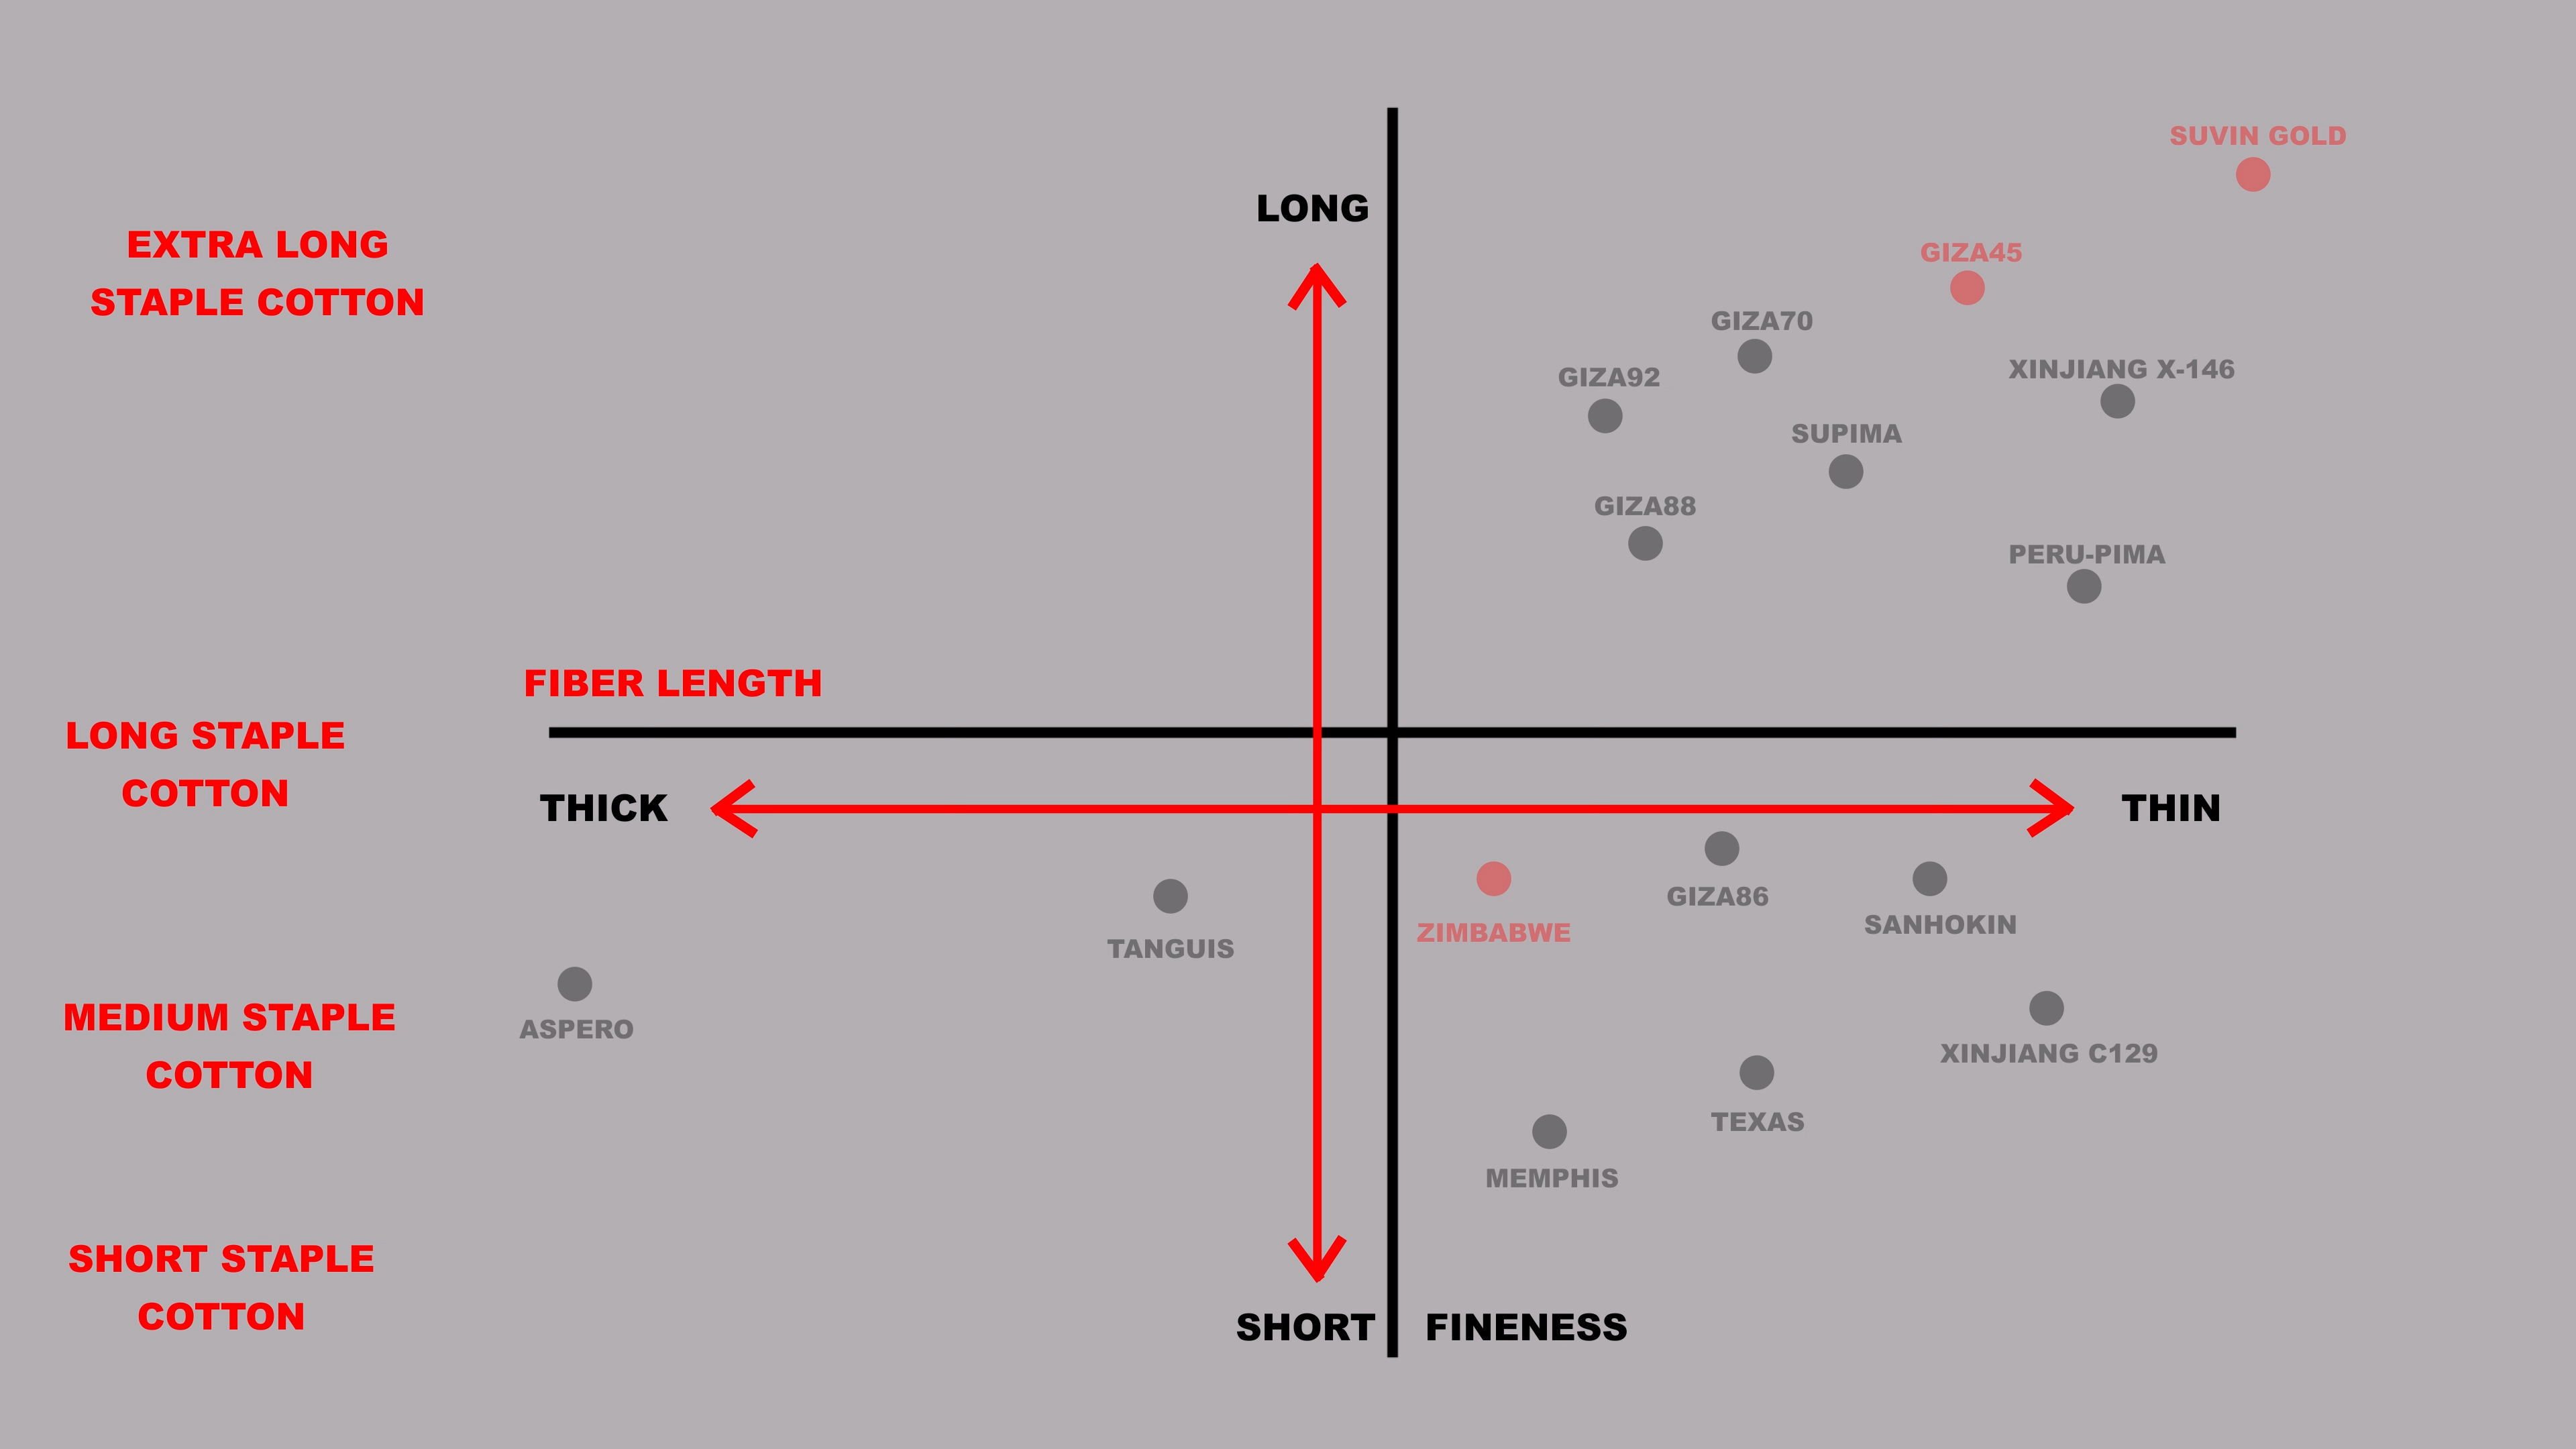 SUVIN GOLD
LONG
EXTRA LONG
STAPLE COTTON
GIZA45
GIZA70
GIZA92
XINJIANG X-146
SUPIMA
GIZA88
PERU-PIMA
FIBER LENGTH
LONG STAPLE
COTTON
THICK
THIN
GIZA86
SANHOKIN
ZIMBABWE
TANGUIS
MEDIUM STAPLE
COTTON
ASPERO
XINJIANG C129
TEXAS
MEMPHIS
SHORT STAPLE
COTTON
SHORT
FINENESS